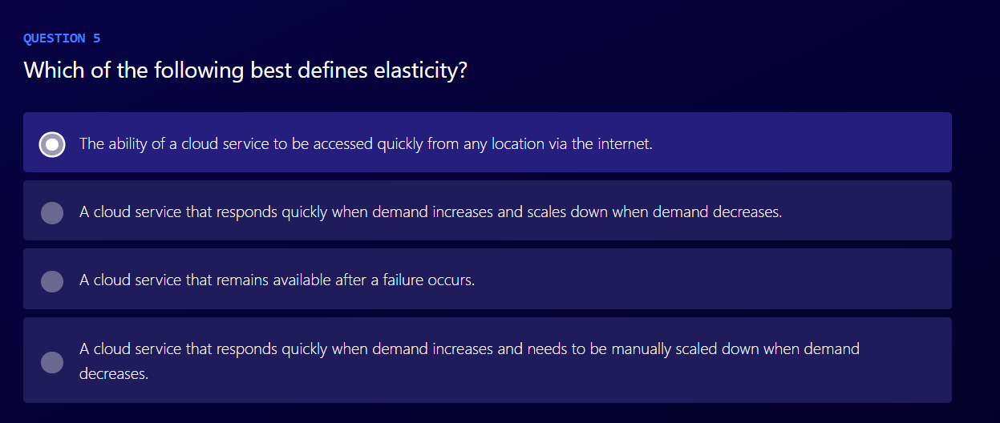 QUESTION 5
Which of the following best defines elasticity?
The ability of a cloud service to be accessed quickly from any location via the internet.
A cloud service that responds quickly when demand increases and scales down when demand decreases.
A cloud service that remains available after a failure occurs.
A cloud service that responds quickly when demand increases and needs to be manually scaled down when demand
decreases.